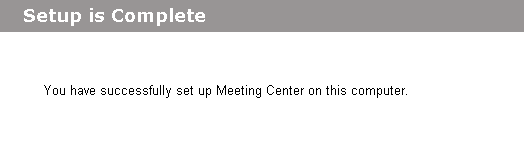 Setup is Complete
You have successfully set up Meeting Center on this computer.